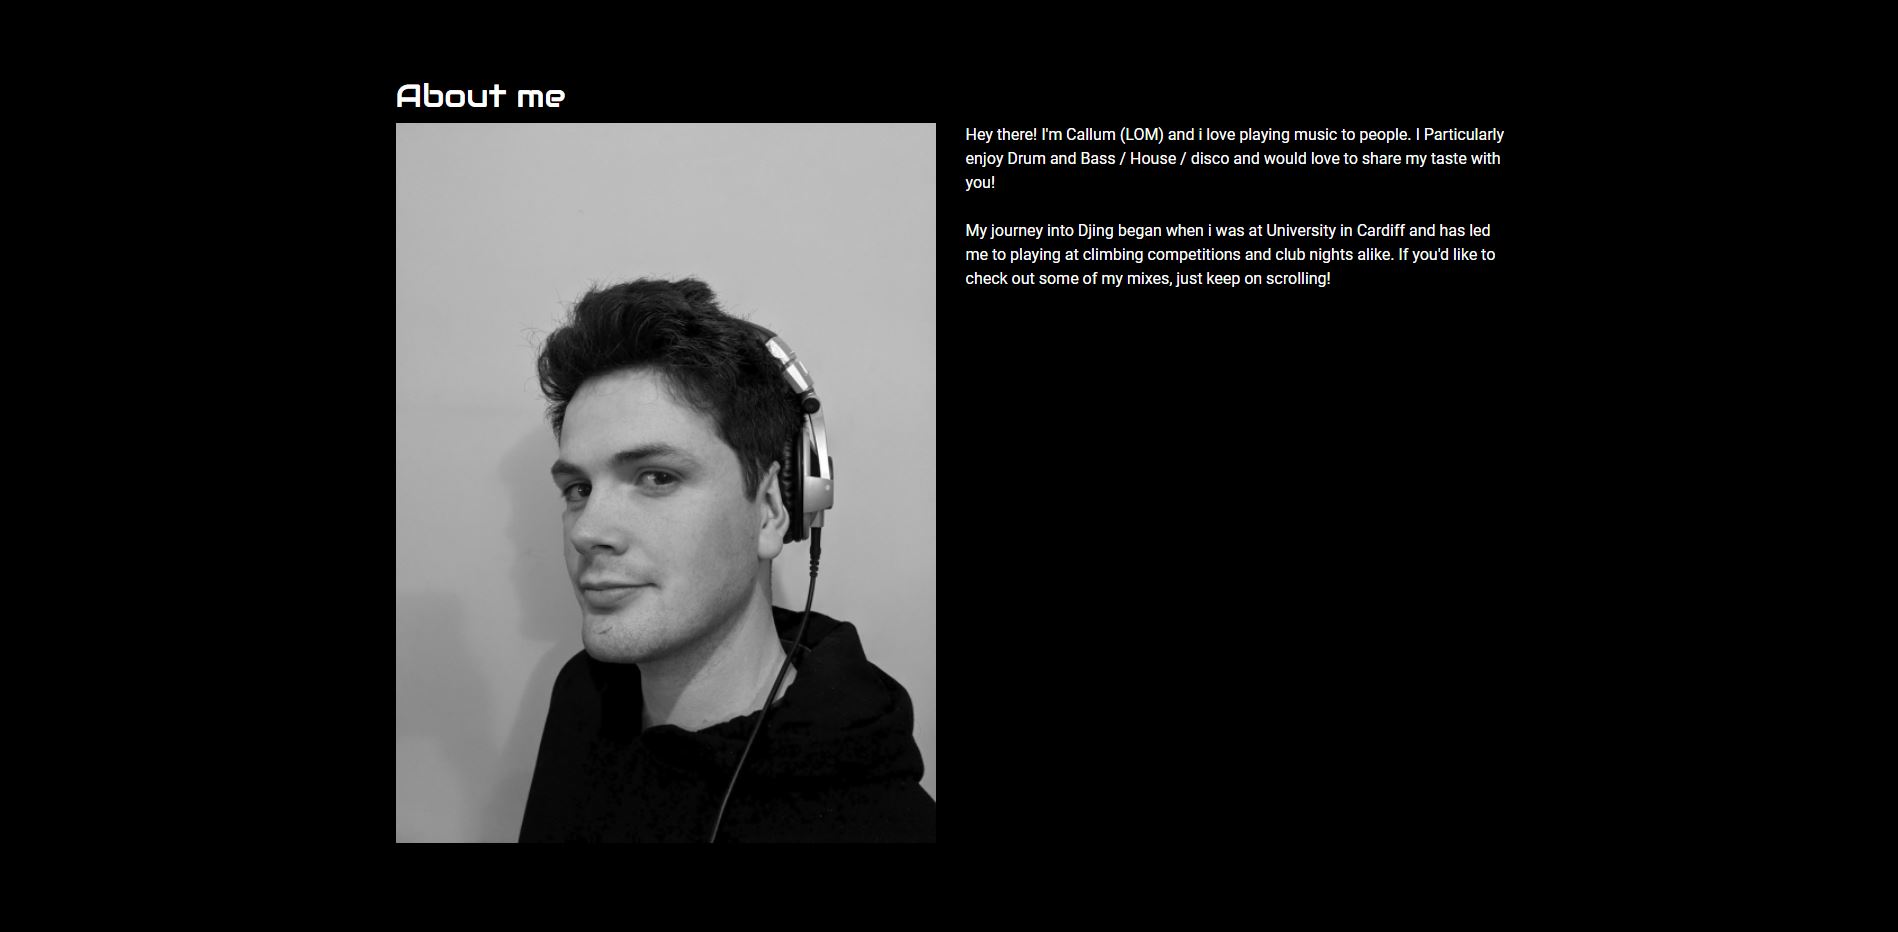 About me
Hey there! I'm Callum (LOM) and i love playing music to people. I Particularly
enjoy Drum and Bass / House / disco and would love to share my taste with
you!
My journey into Djing began when i was at University in Cardiff and has led
me to playing at climbing competitions and club nights alike. If you'd like to
check out some of my mixes, just keep on scrolling!